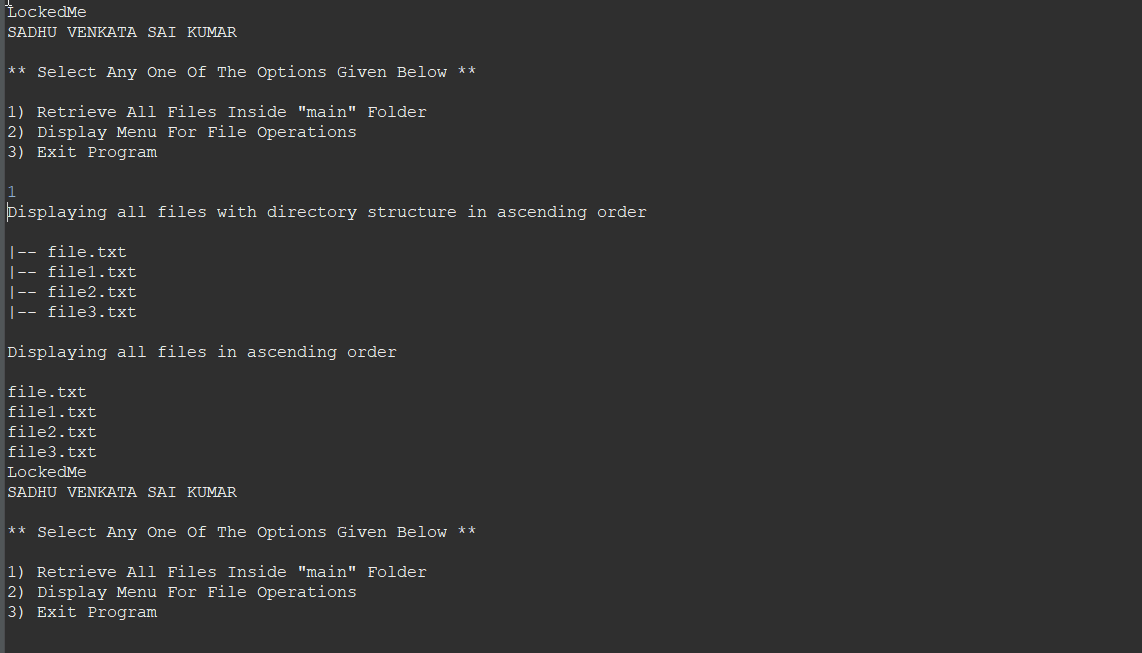 LockedMe
SADHU VENKATA SAI KUMAR
** Select Any One Of The Options Given Below **
1) Retrieve All Files Inside "main" Folder
2) Display Menu For File Operations
3) Exit Program
1
Displaying all files with directory structure in ascending order
|-- file.txt
|-- file1.txt
|-- file2.txt
|-- file3.txt
Displaying all files in ascending order
file.txt
file1.txt
file2.txt
file3.txt
LockedMe
SADHU VENKATA SAI KUMAR
** Select Any One Of The Options Given Below **
1) Retrieve All Files Inside "main" Folder
2) Display Menu For File Operations
3) Exit Program